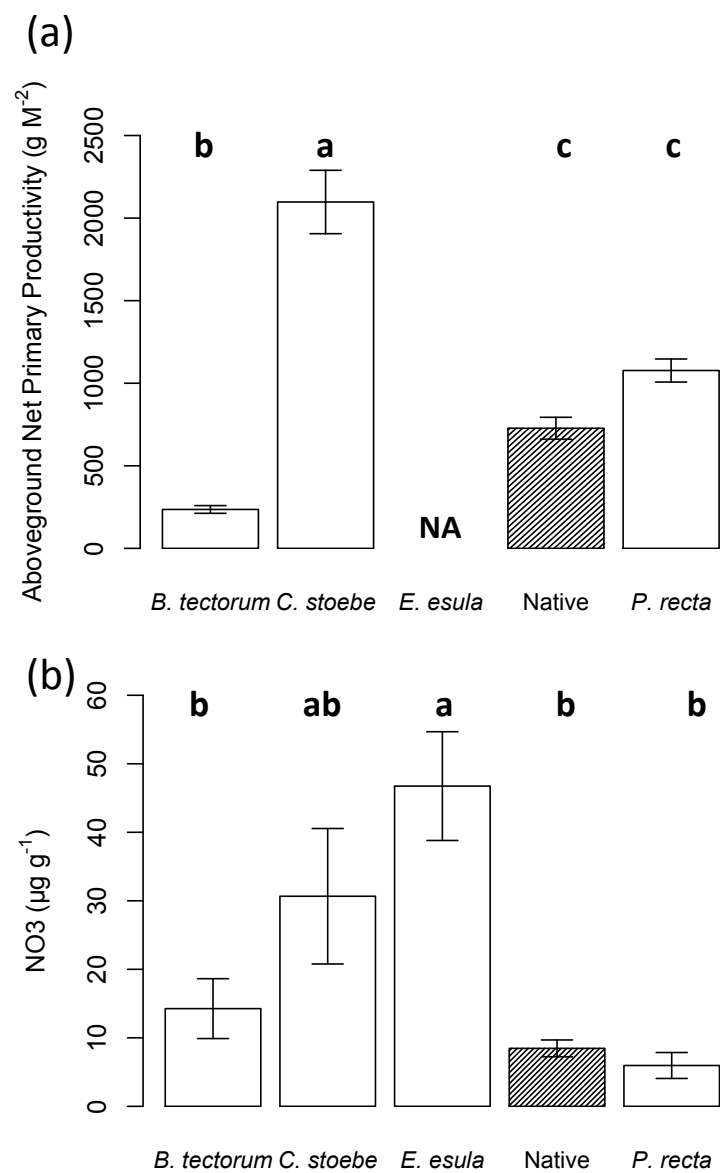 (a)
Aboveground Net Primary Productivity (g M-2)
2500
2000
1500
1000
500
0
b a c c
NA
B. tectorum C. stoebe E. esula Native P. recta
(b)
NO3 (µg g-1)
60
50
40
30
20
10
0
b ab a b b
B. tectorum C. stoebe E. esula Native P. recta